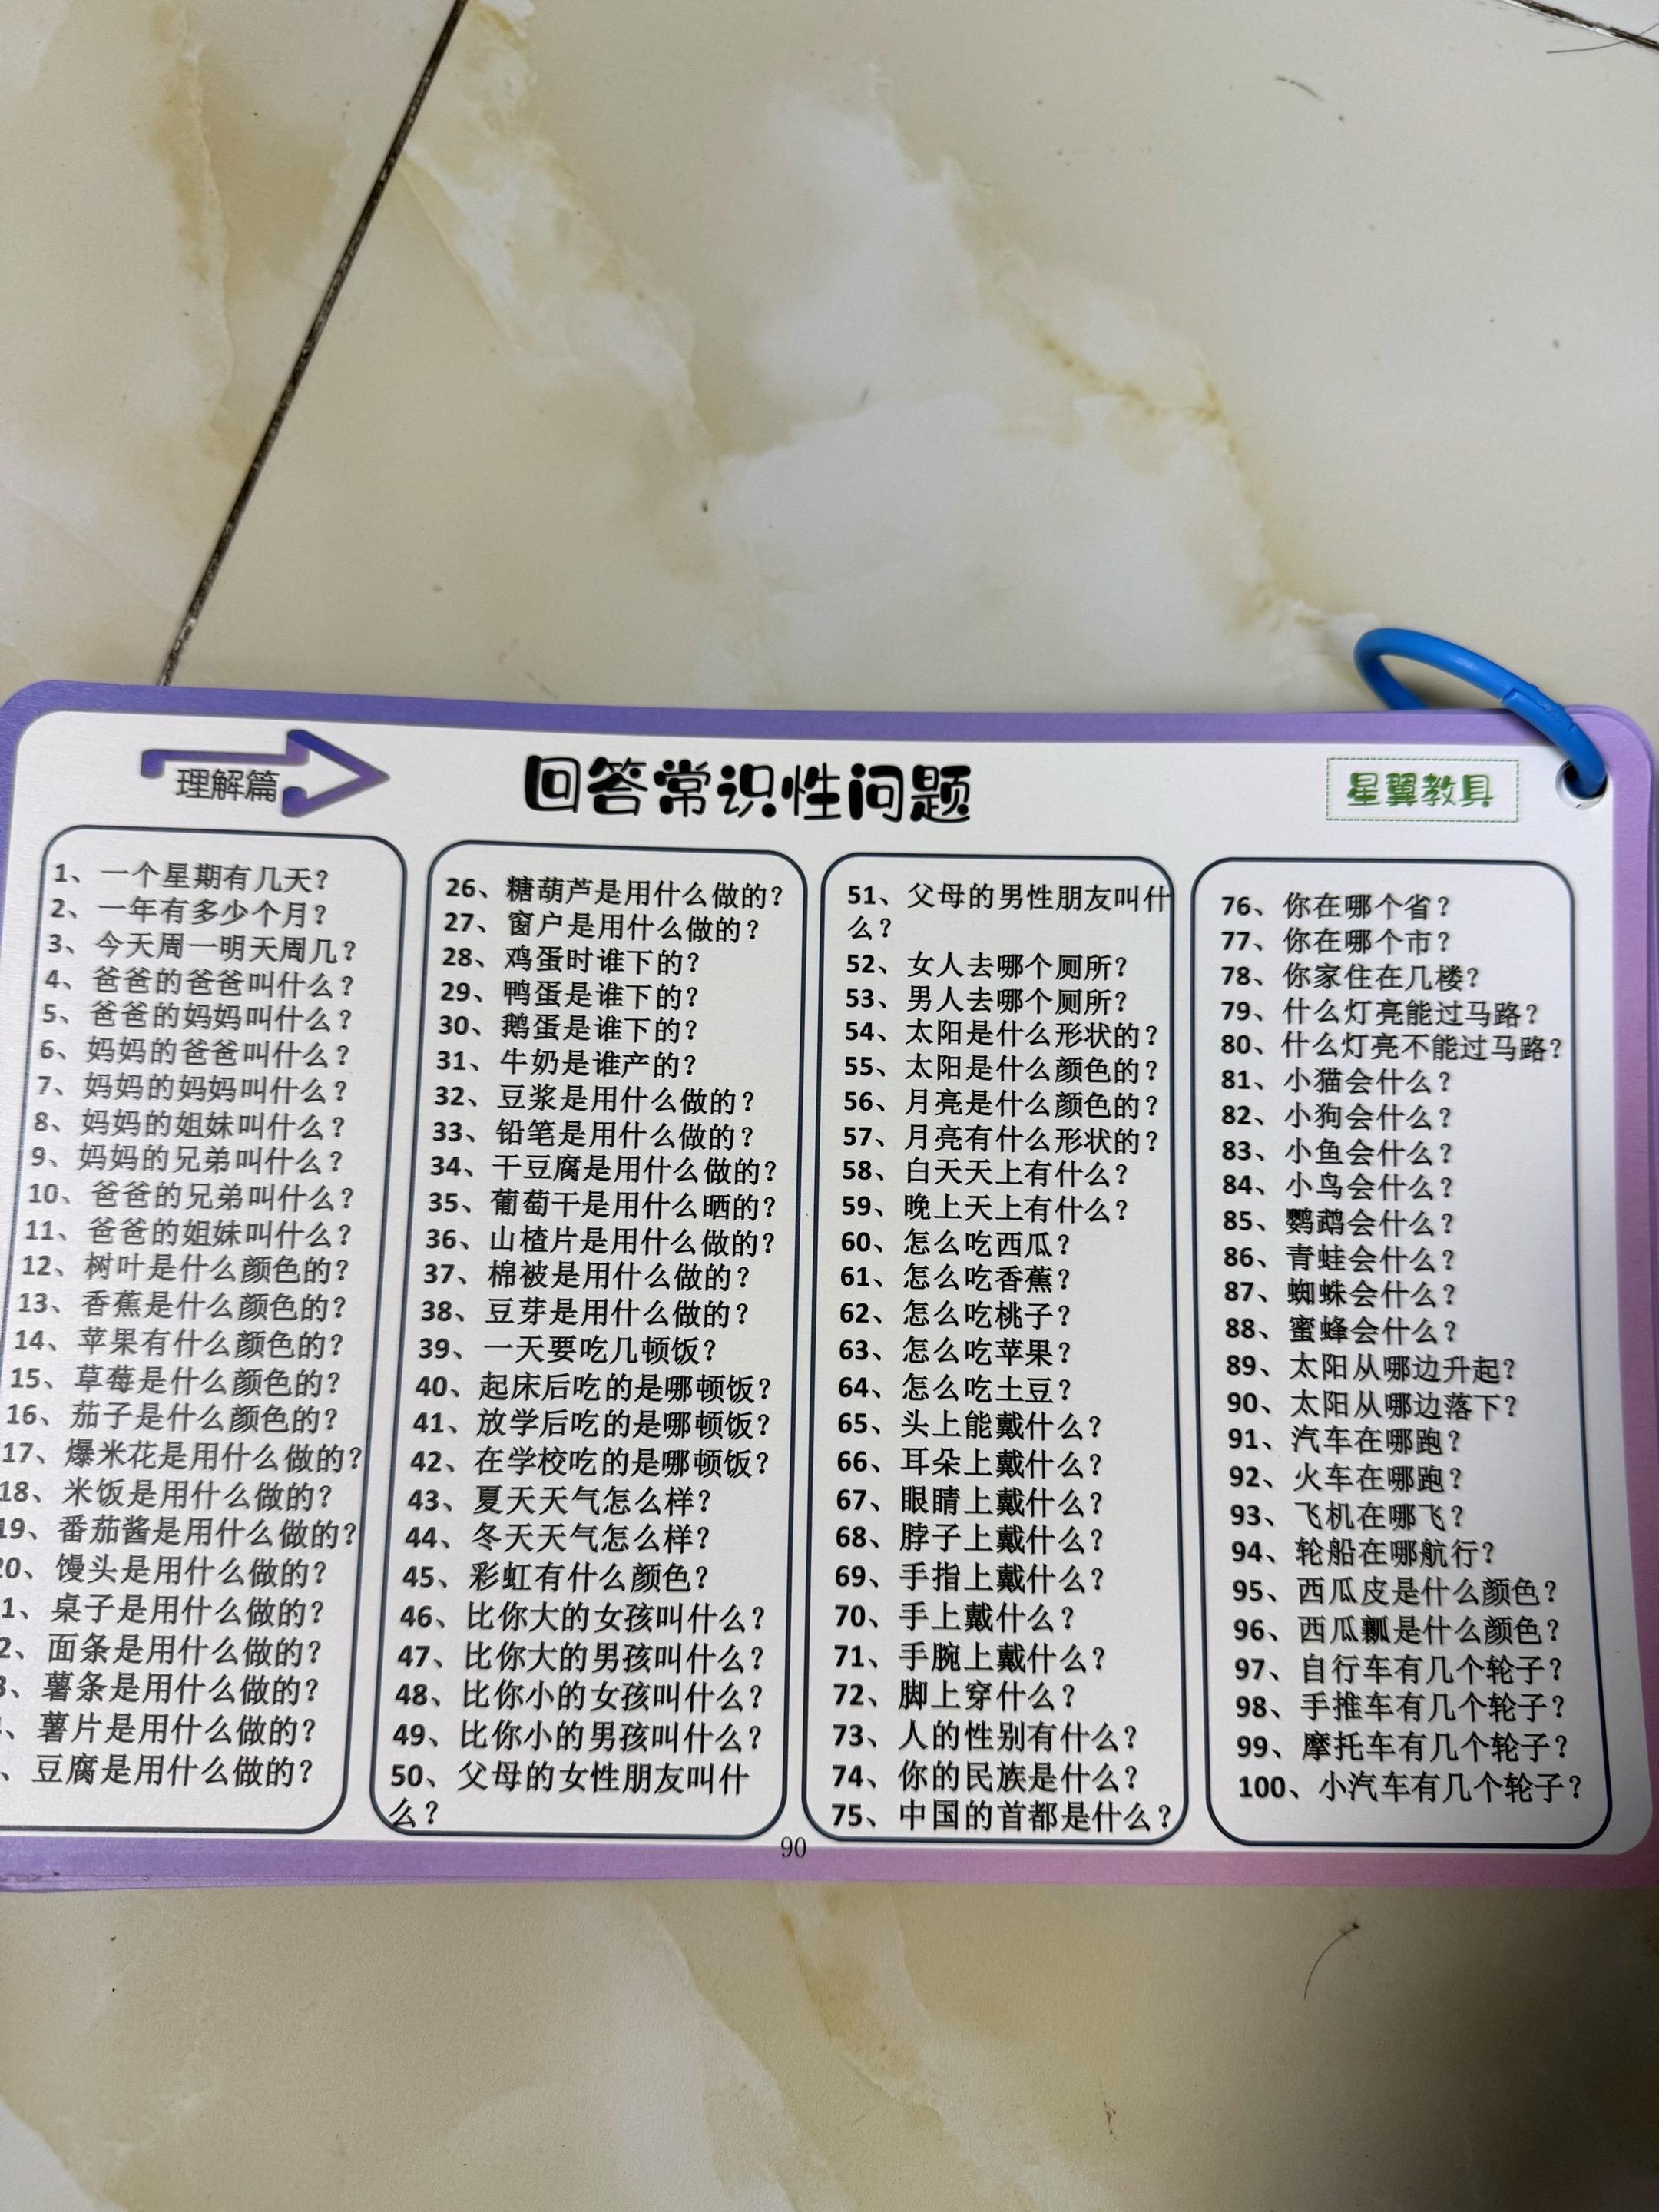 理解篇
回答常识性问题
星翼教具
1、一个星期有几天？
2、一年有多少个月？
3、今天周一明天周几？
4、爸爸的爸爸叫什么？
5、爸爸的妈妈叫什么？
6、妈妈的爸爸叫什么？
7、妈妈的妈妈叫什么？
8、妈妈的姐妹叫什么？
9、妈妈的兄弟叫什么？
10、爸爸的兄弟叫什么？
11、爸爸的姐妹叫什么？
12、树叶是什么颜色的？
13、香蕉是什么颜色的？
14、苹果有什么颜色的？
15、草莓是什么颜色的？
16、茄子是什么颜色的？
17、爆米花是用什么做的？
18、米饭是用什么做的？
19、番茄酱是用什么做的？
20、馒头是用什么做的？
1、桌子是用什么做的？
2、面条是用什么做的？
3、薯条是用什么做的？
、薯片是用什么做的？
、豆腐是用什么做的？
26、糖葫芦是用什么做的？
27、窗户是用什么做的？
28、鸡蛋时谁下的？
29、鸭蛋是谁下的？
30、鹅蛋是谁下的？
31、牛奶是谁产的？
32、豆浆是用什么做的？
33、铅笔是用什么做的？
34、干豆腐是用什么做的？
35、葡萄干是用什么晒的？
36、山楂片是用什么做的？
37、棉被是用什么做的？
38、豆芽是用什么做的？
39、一天要吃几顿饭？
40、起床后吃的是哪顿饭？
41、放学后吃的是哪顿饭？
42、在学校吃的是哪顿饭？
43、夏天天气怎么样？
44、冬天天气怎么样？
45、彩虹有什么颜色？
46、比你大的女孩叫什么？
47、比你大的男孩叫什么？
48、比你小的女孩叫什么？
49、比你小的男孩叫什么？
50、父母的女性朋友叫什
么？
51、父母的男性朋友叫什
么？
52、女人去哪个厕所？
53、男人去哪个厕所？
54、太阳是什么形状的？
55、太阳是什么颜色的？
56、月亮是什么颜色的？
57、月亮有什么形状的？
58、白天天上有什么？
59、晚上天上有什么？
60、怎么吃西瓜？
61、怎么吃香蕉？
62、怎么吃桃子？
63、怎么吃苹果？
64、怎么吃土豆？
65、头上能戴什么？
66、耳朵上戴什么？
67、眼睛上戴什么？
68、脖子上戴什么？
69、手指上戴什么？
70、手上戴什么？
71、手腕上戴什么？
72、脚上穿什么？
73、人的性别有什么？
74、你的民族是什么？
75、中国的首都是什么？
76、你在哪个省？
77、你在哪个市？
78、你家住在几楼？
79、什么灯亮能过马路？
80、什么灯亮不能过马路？
81、小猫会什么？
82、小狗会什么？
83、小鱼会什么？
84、小鸟会什么？
85、鹦鹉会什么？
86、青蛙会什么？
87、蜘蛛会什么？
88、蜜蜂会什么？
89、太阳从哪边升起？
90、太阳从哪边落下？
91、汽车在哪跑？
92、火车在哪跑？
93、飞机在哪飞？
94、轮船在哪航行？
95、西瓜皮是什么颜色？
96、西瓜瓤是什么颜色？
97、自行车有几个轮子？
98、手推车有几个轮子？
99、摩托车有几个轮子？
100、小汽车有几个轮子？
90